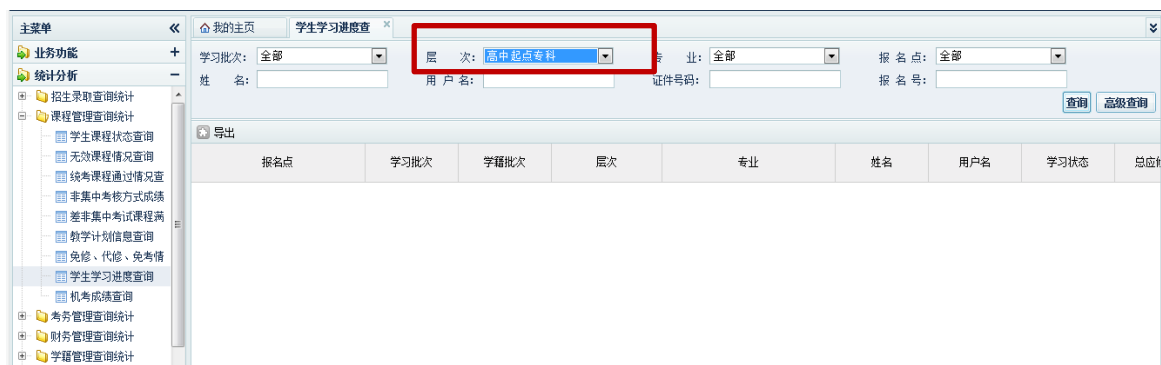 主菜单
业务功能
统计分析
招生录取查询统计
课程管理查询统计
学生课程状态查询
无效课程情况查询
统考课程通过情况查
非集中考核方式成绩
差非集中考试课程满
教学计划信息查询
免修、代修、免考情
学生学习进度查询
机考成绩查询
考务管理查询统计
财务管理查询统计
学籍管理查询统计
我的主页 学生学习进度查
学习批次: 全部 层 次: 高中起点专科 专 业: 全部 报 名 点: 全部
姓 名: 用 户 名: 证件号码: 报 名 号:
查询 高级查询
导出
报名点 学习批次 学籍批次 层次 专业 姓名 用户名 学习状态 总应修